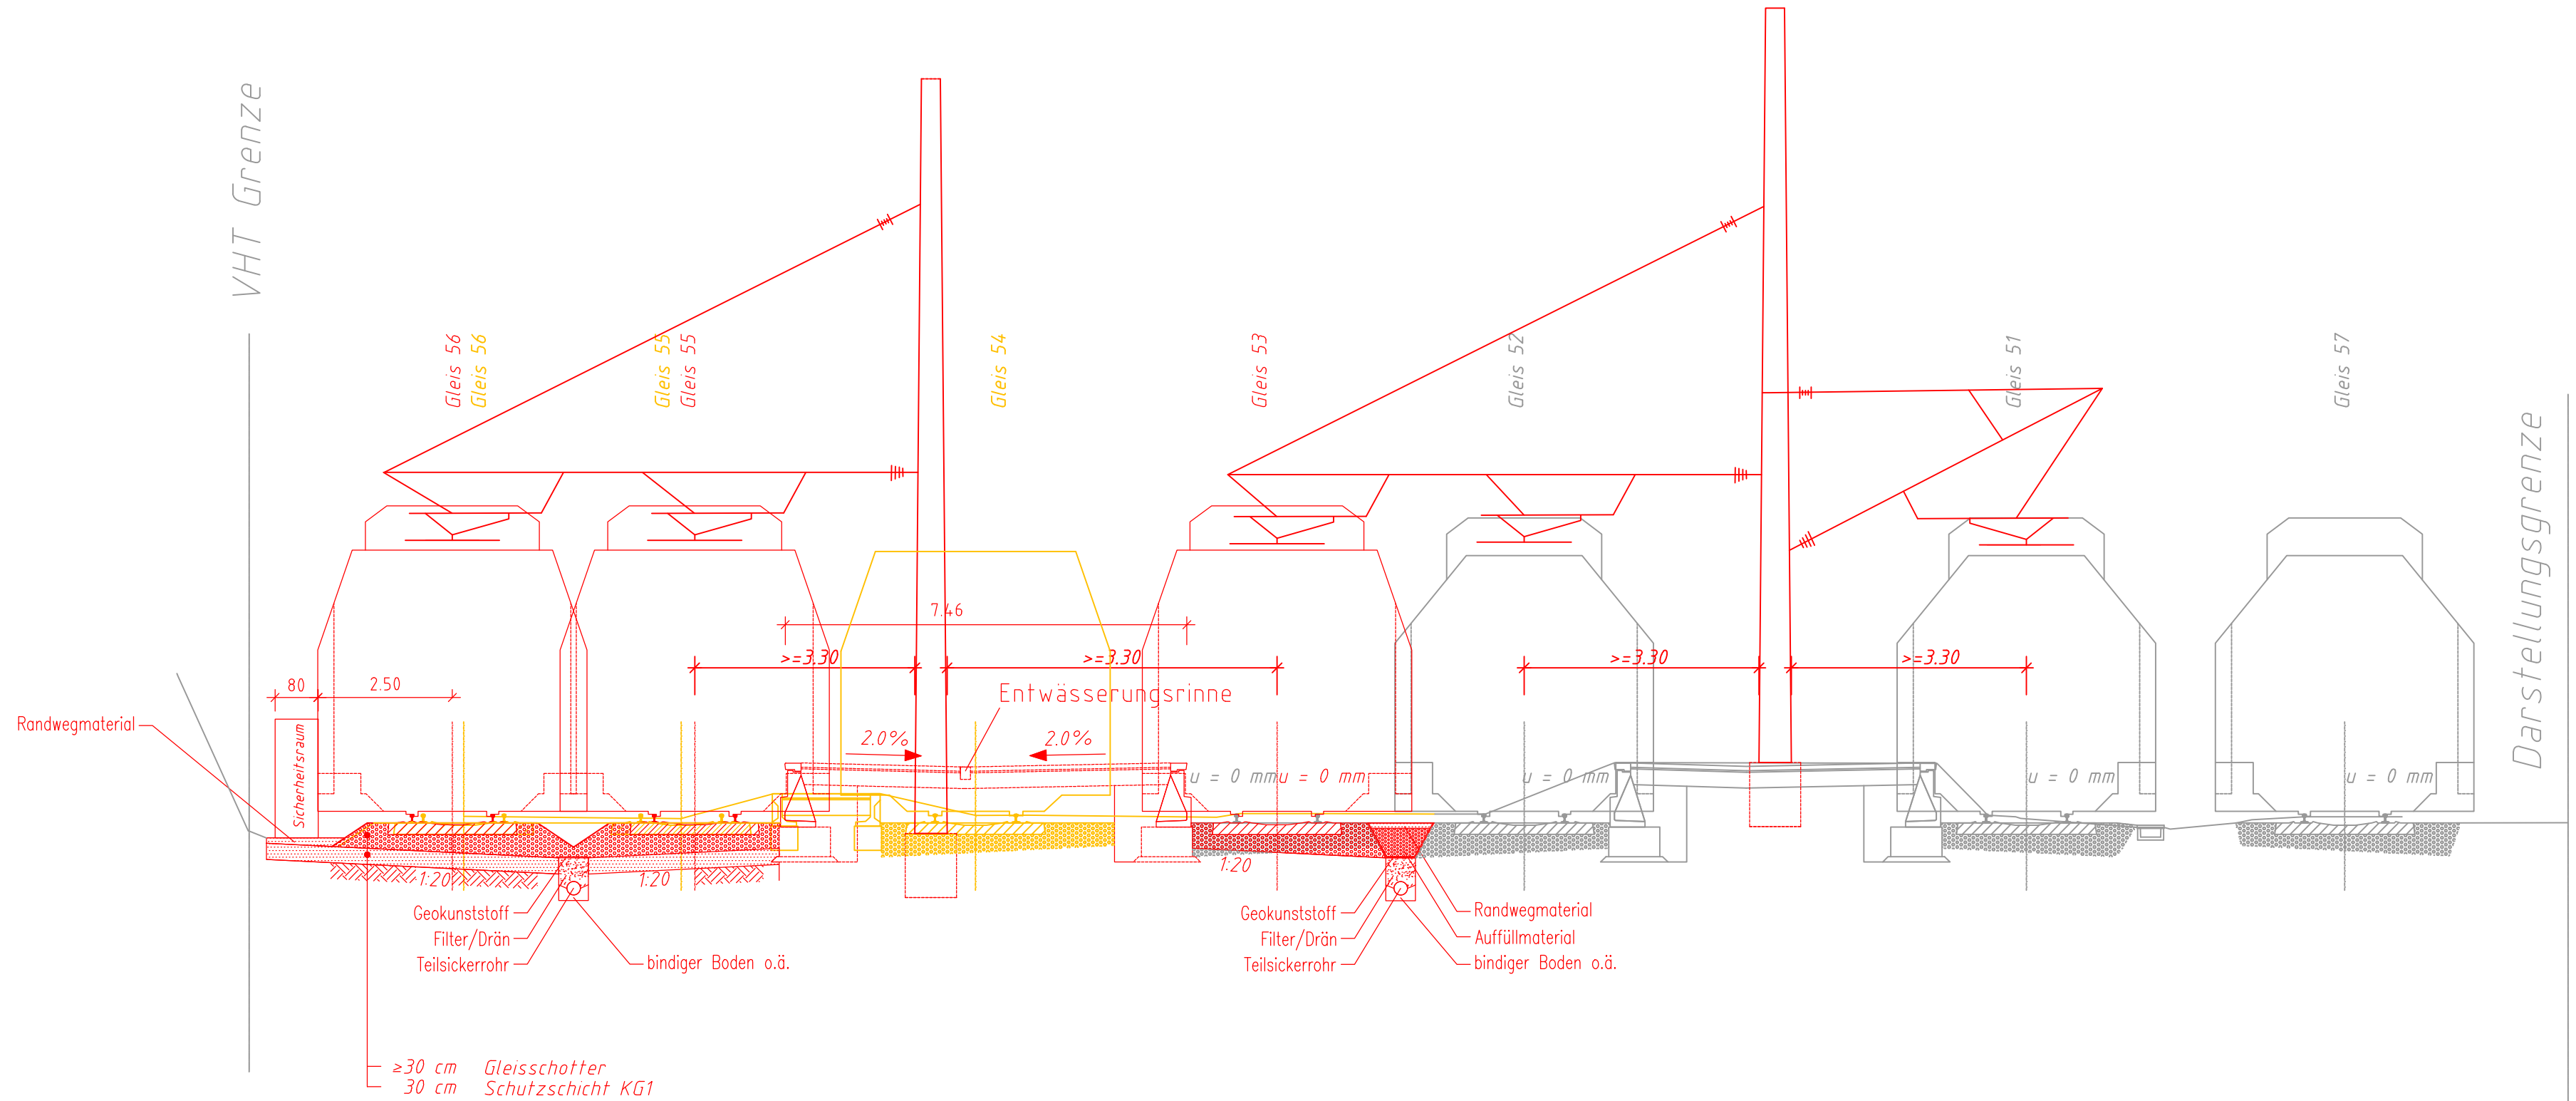 VHT Grenze
Gleis 56
Gleis 56
Gleis 55
Gleis 55
Gleis 54
Gleis 53
Gleis 52
Gleis 51
Gleis 57
Darstellungsgrenze
7.46
>=3.30
>=3.30
>=3.30
>=3.30
80
2.50
Entwässerungsrinne
Randwegmaterial
Sicherheitsraum
2.0%
2.0%
u = 0 mm
u = 0 mm
u = 0 mm
u = 0 mm
u = 0 mm
1:20
1:20
1:20
Geokunststoff
Filter/Drän
Teilsickerrohr
bindiger Boden o.ä.
Geokunststoff
Filter/Drän
Teilsickerrohr
Randwegmaterial
Auffüllmaterial
bindiger Boden o.ä.
≥30 cm Gleisschotter
30 cm Schutzschicht KG1